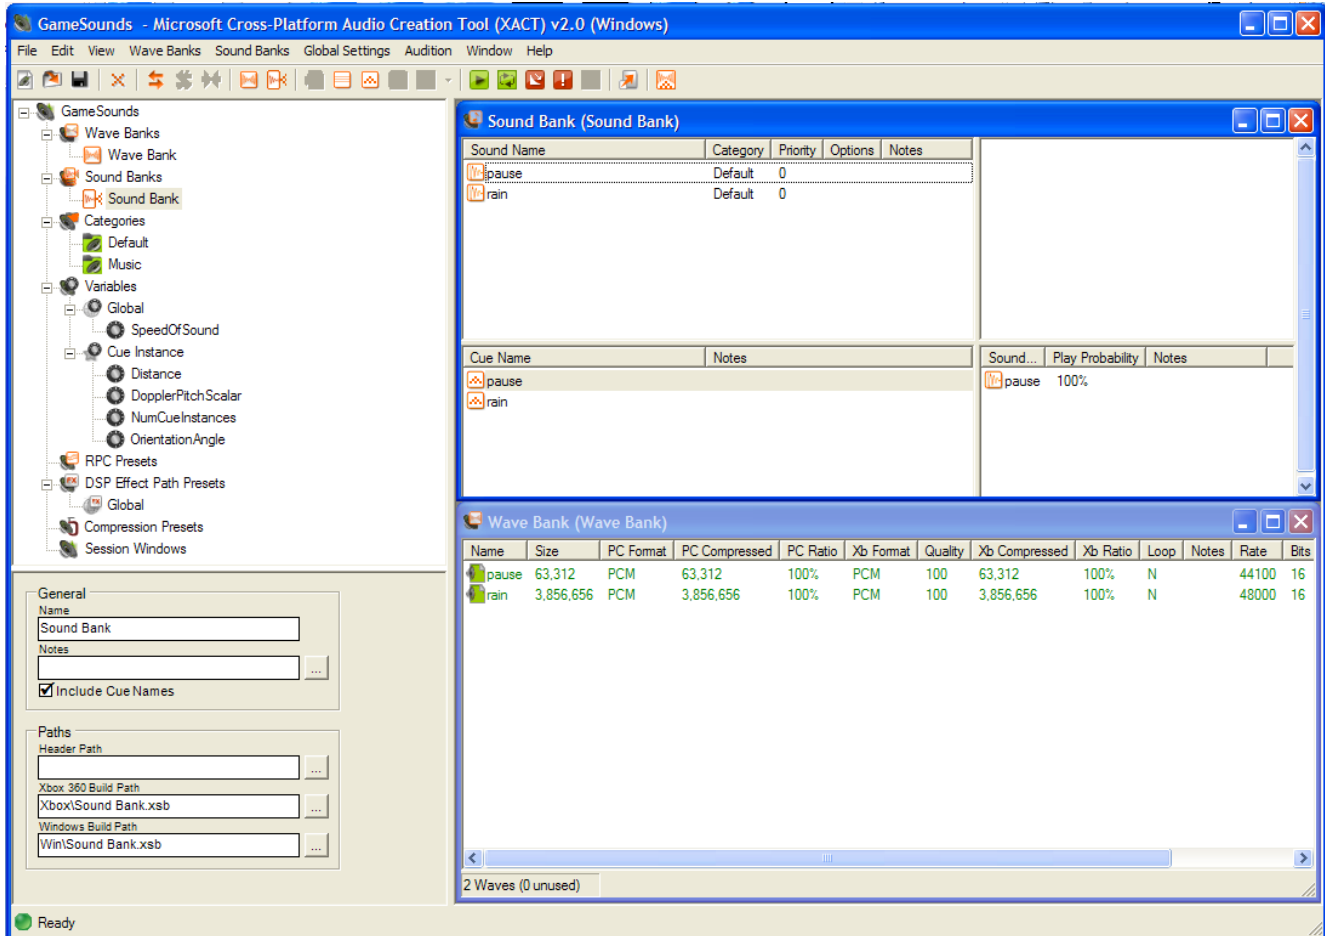 GameSounds - Microsoft Cross-Platform Audio Creation Tool (XACT) v2.0 (Windows)
File Edit View Wave Banks Sound Banks Global Settings Audition Window Help
GameSounds
Wave Banks
Wave Bank
Sound Banks
Sound Bank
Categories
Default
Music
Variables
Global
SpeedOfSound
Cue Instance
Distance
DopplerPitchScalar
NumCueInstances
OrientationAngle
RPC Presets
DSP Effect Path Presets
Global
Compression Presets
Session Windows
General
Name
Sound Bank
Notes
...
Include Cue Names
Paths
Header Path
...
Xbox 360 Build Path
Xbox\Sound Bank.xsb
...
Windows Build Path
Win\Sound Bank.xsb
...
Sound Bank (Sound Bank)
Sound Name Category Priority Options Notes
pause Default 0
rain Default 0
Cue Name Notes
pause
rain
Sound... Play Probability Notes
pause 100%
Wave Bank (Wave Bank)
Name Size PC Format PC Compressed PC Ratio Xb Format Quality Xb Compressed Xb Ratio Loop Notes Rate Bits
pause 63,312 PCM 63,312 100% PCM 100 63,312 100% N 44100 16
rain 3,856,656 PCM 3,856,656 100% PCM 100 3,856,656 100% N 48000 16
2 Waves (0 unused)
Ready